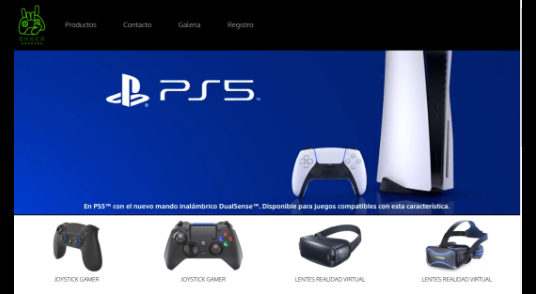 Productos Contacto Galeria Registro
PS5
En PS5™ con el nuevo mando inalámbrico DualSense™. Disponible para juegos compatibles con esta característica.
JOYSTICK GAMER JOYSTICK GAMER LENTES REALIDAD VIRTUAL LENTES REALIDAD VIRTUAL